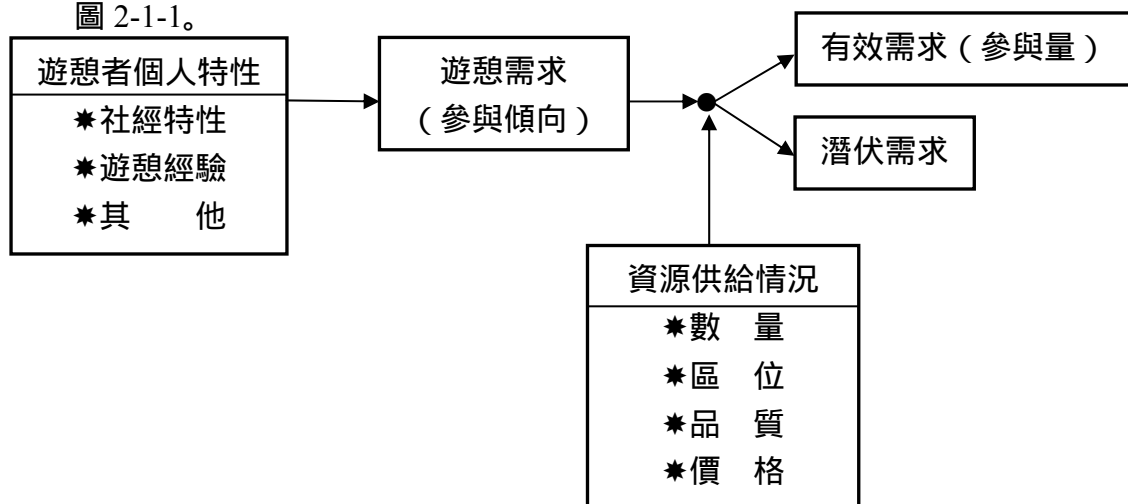 圖 2-1-1。
遊憩者個人特性
✷社經特性
✷遊憩經驗
✷其　　他
遊憩需求
（參與傾向）
有效需求（參與量）
潛伏需求
資源供給情況
✷數　量
✷區　位
✷品　質
✷價　格